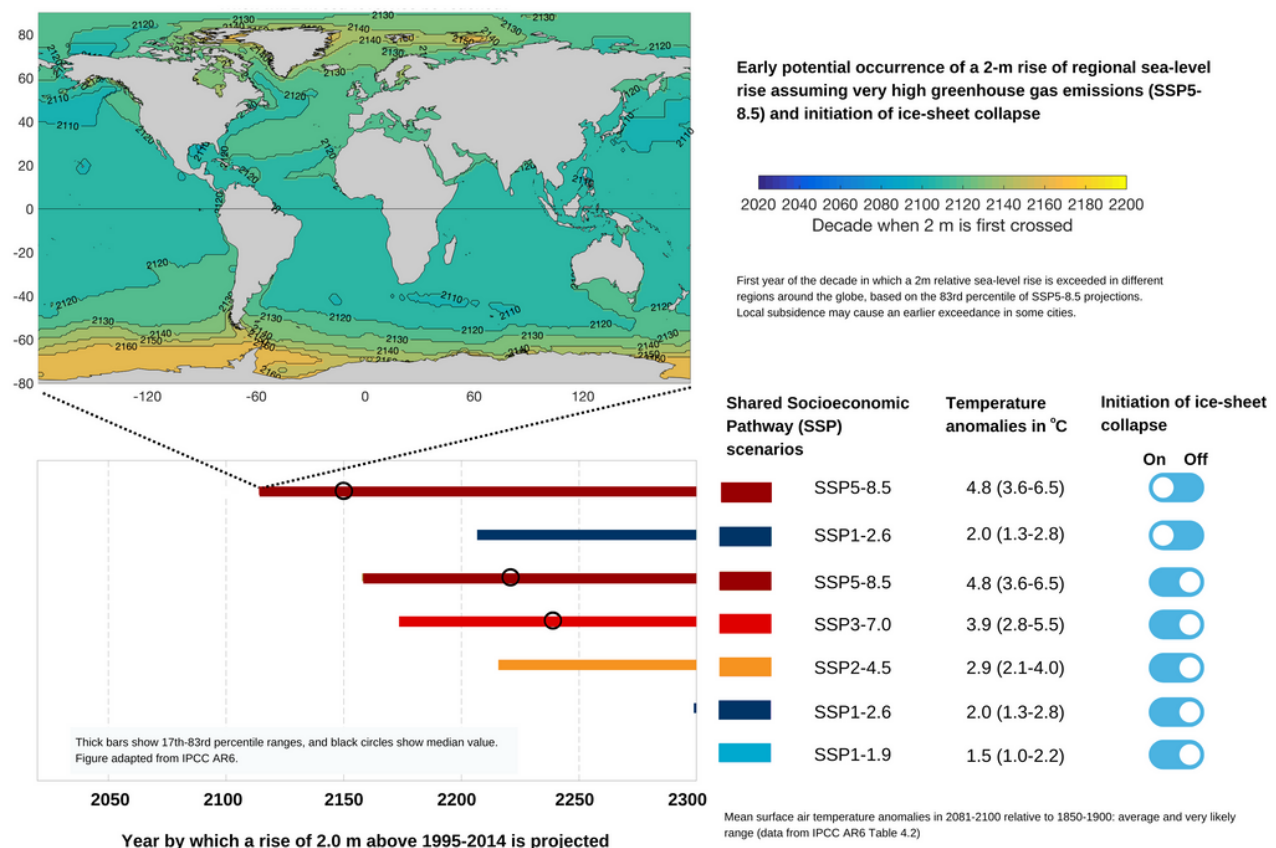 2130
2120
2130
2140
2130
2120
2110
2110
2120
2120
2110
2120
2120
2130
2140
2150
2160
80
60
40
20
0
-20
-40
-60
-80
-120
-60
0
60
120
Early potential occurrence of a 2-m rise of regional sea-level
rise assuming very high greenhouse gas emissions (SSP5-
8.5) and initiation of ice-sheet collapse
2020 2040 2060 2080 2100 2120 2140 2160 2180 2200
Decade when 2 m is first crossed
First year of the decade in which a 2m relative sea-level rise is exceeded in different
regions around the globe, based on the 83rd percentile of SSP5-8.5 projections.
Local subsidence may cause an earlier exceedance in some cities.
Shared Socioeconomic
Pathway (SSP)
scenarios
Temperature
anomalies in °C
Initiation of ice-sheet
collapse
On Off
SSP5-8.5 4.8 (3.6-6.5)
SSP1-2.6 2.0 (1.3-2.8)
SSP5-8.5 4.8 (3.6-6.5)
SSP3-7.0 3.9 (2.8-5.5)
SSP2-4.5 2.9 (2.1-4.0)
SSP1-2.6 2.0 (1.3-2.8)
SSP1-1.9 1.5 (1.0-2.2)
Thick bars show 17th-83rd percentile ranges, and black circles show median value.
Figure adapted from IPCC AR6.
2050 2100 2150 2200 2250 2300
Year by which a rise of 2.0 m above 1995-2014 is projected
Mean surface air temperature anomalies in 2081-2100 relative to 1850-1900: average and very likely
range (data from IPCC AR6 Table 4.2)